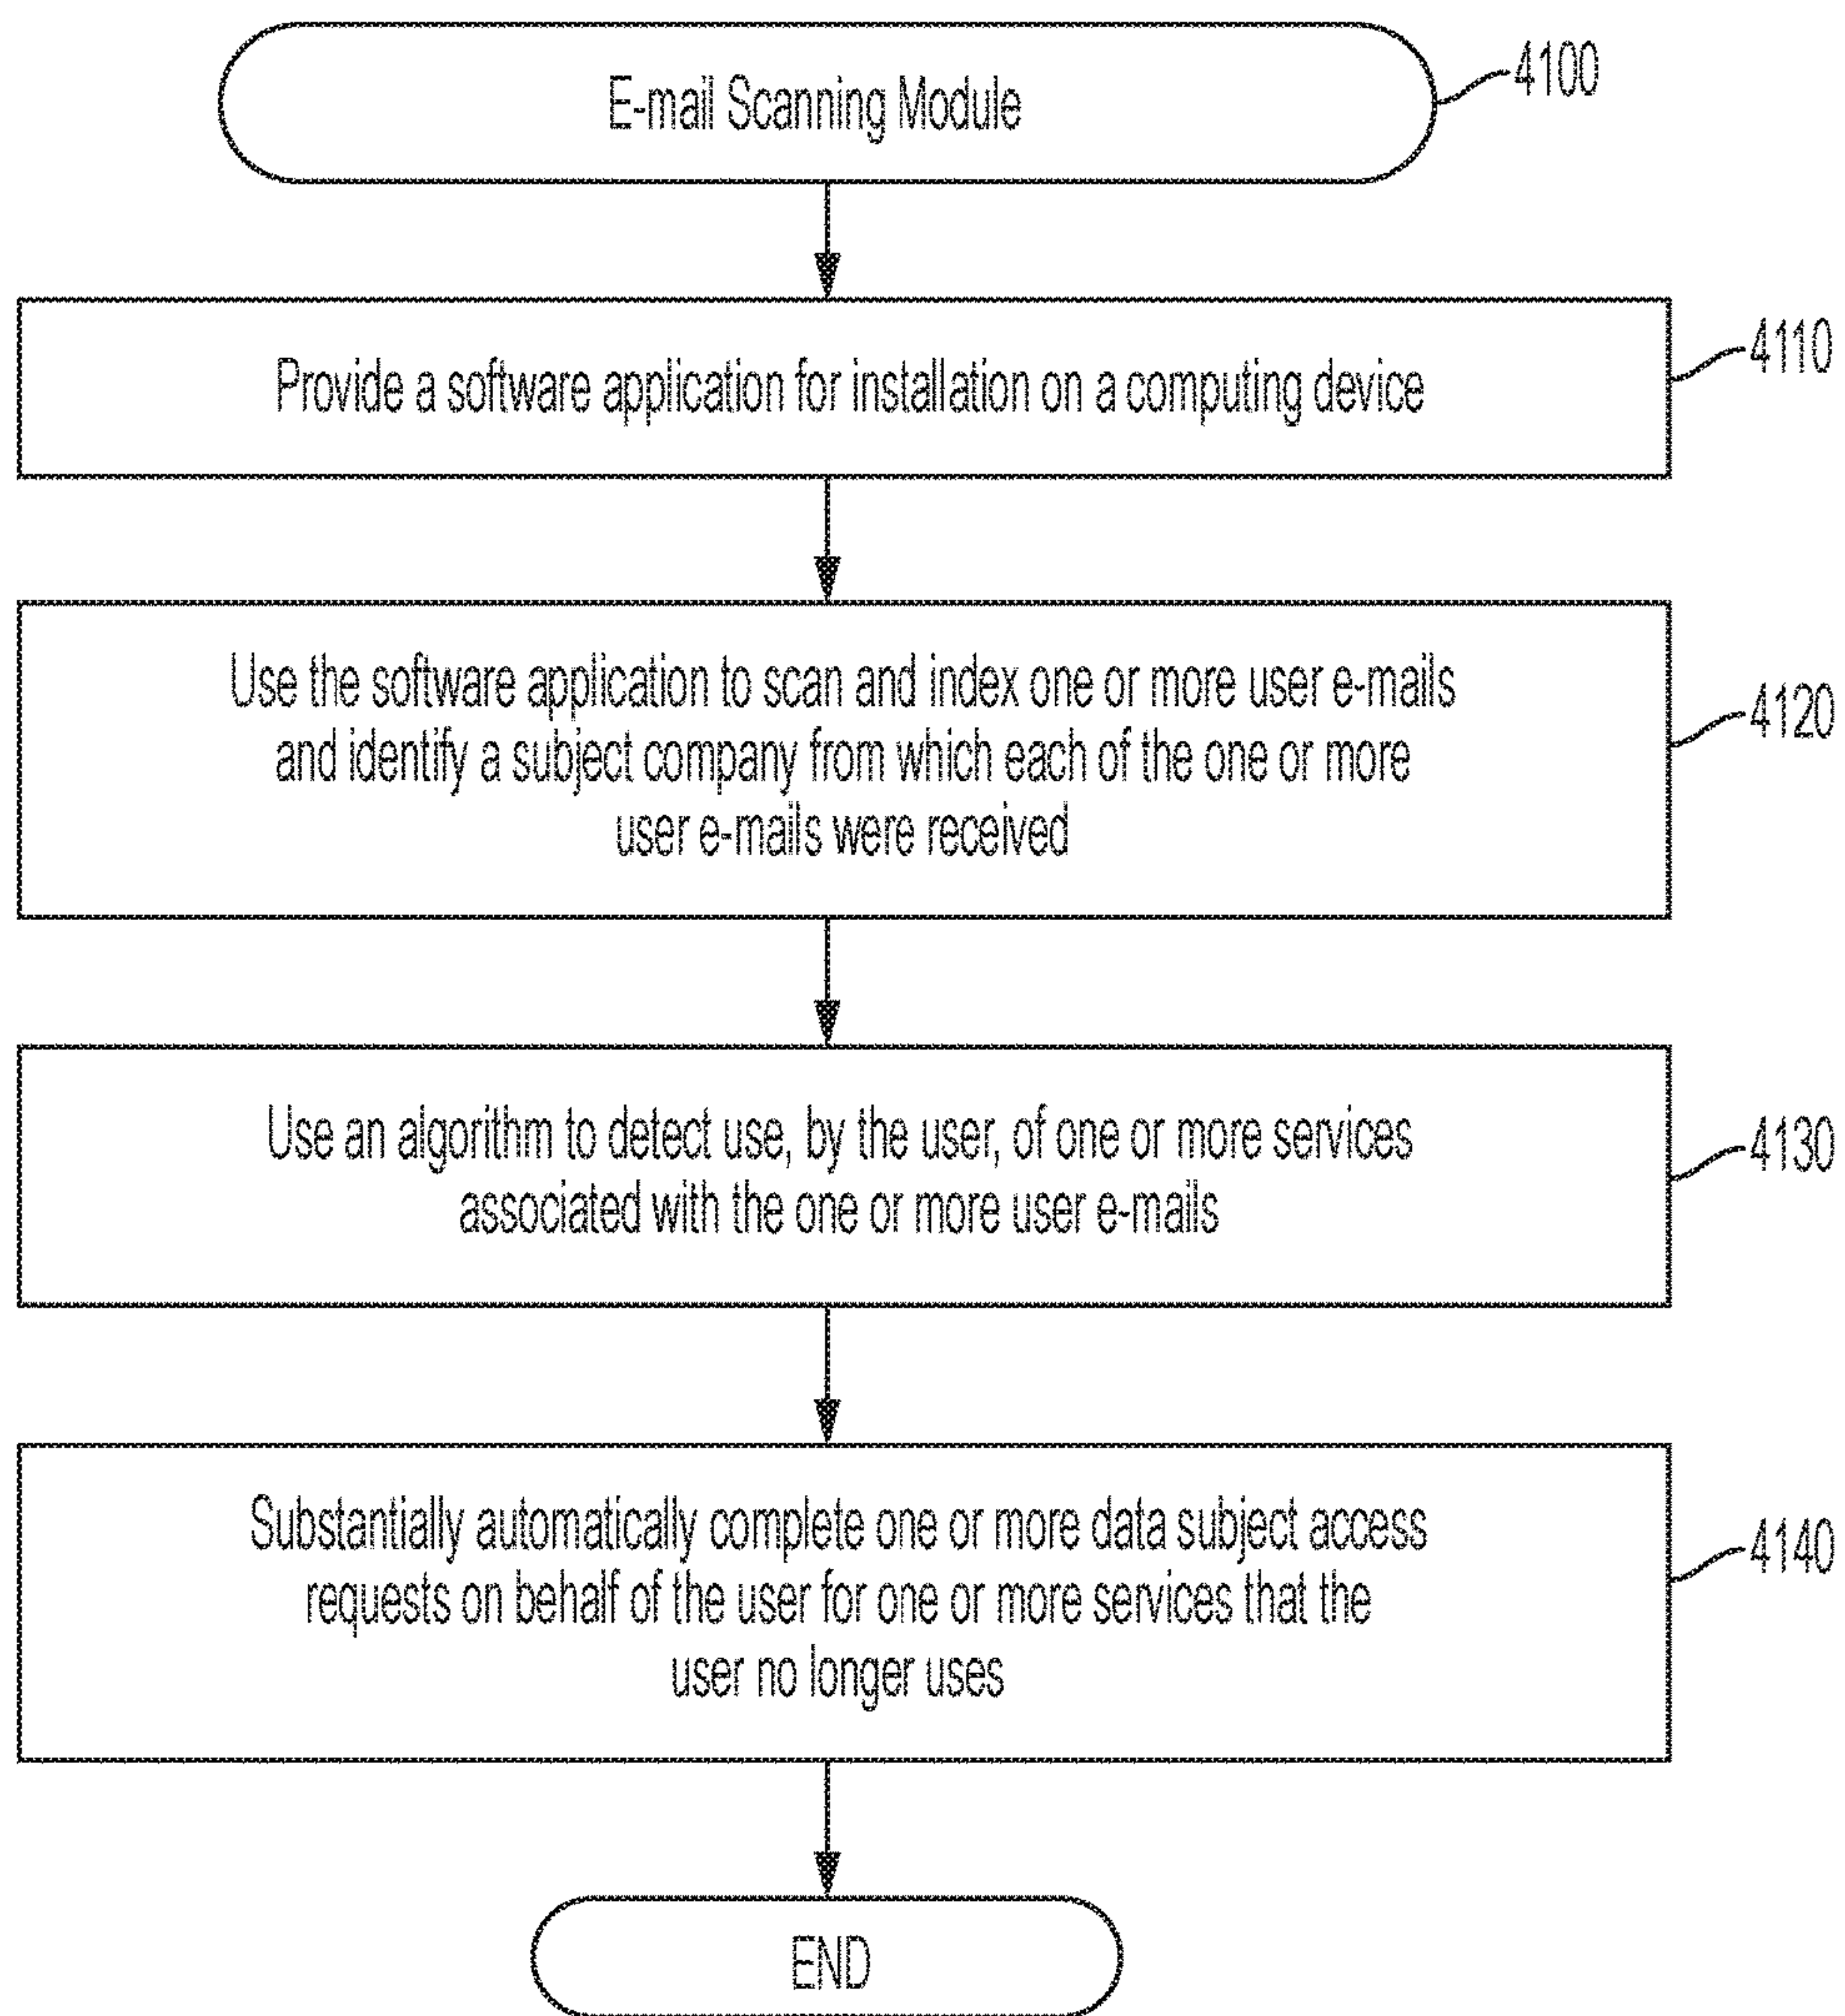 E-mail Scanning Module
4100
Provide a software application for installation on a computing device
4110
Use the software application to scan and index one or more user e-mails
and identify a subject company from which each of the one or more
user e-mails were received
4120
Use an algorithm to detect use, by the user, of one or more services
associated with the one or more user e-mails
4130
Substantially automatically complete one or more data subject access
requests on behalf of the user for one or more services that the
user no longer uses
4140
END